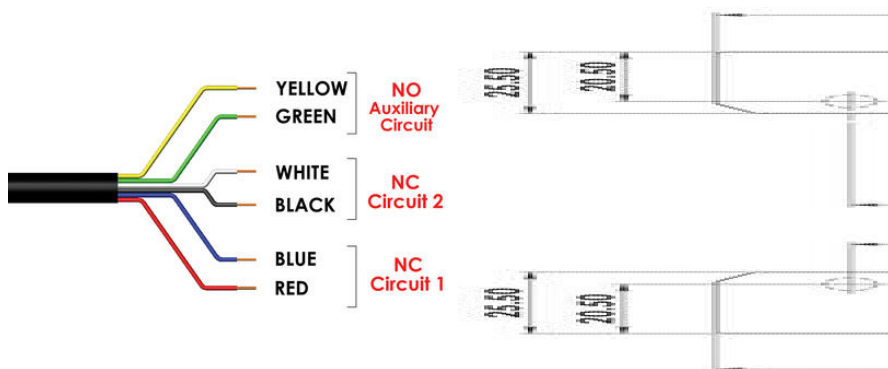 YELLOW
GREEN
NO
Auxiliary
Circuit
WHITE
BLACK
NC
Circuit 2
BLUE
RED
NC
Circuit 1
25.50
20.50
25.50
20.50